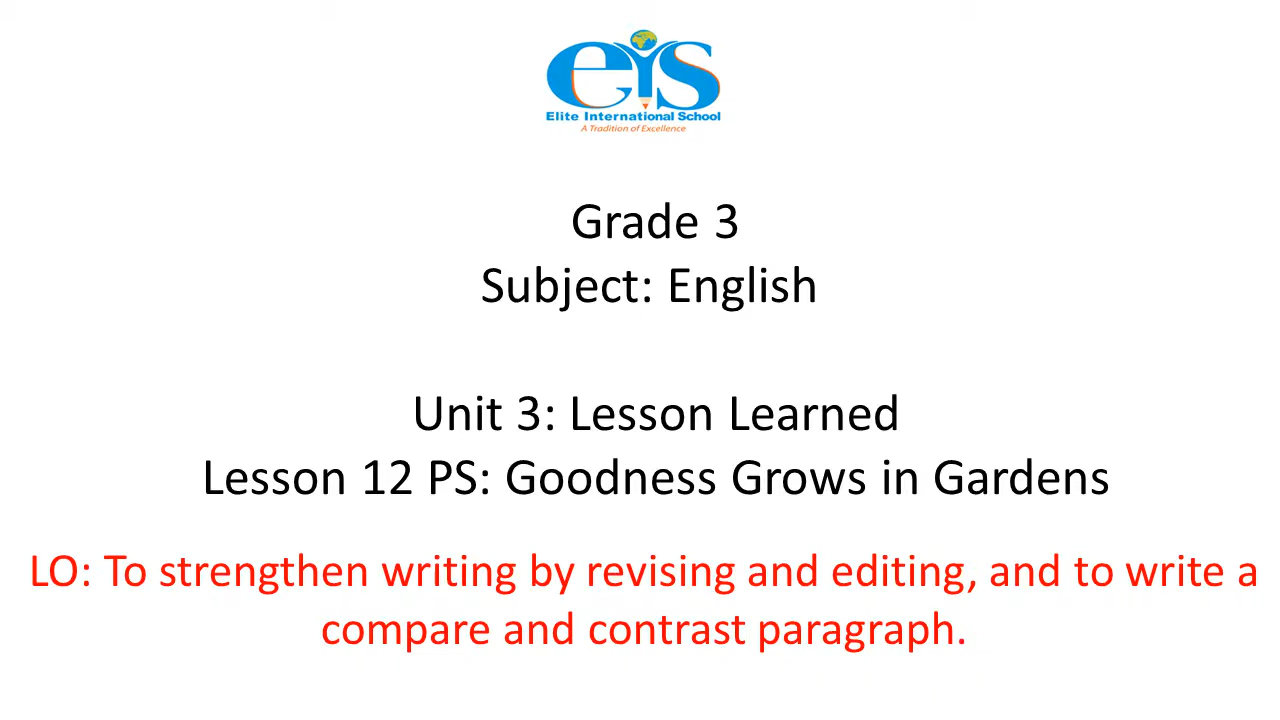 eis
Elite International School
A Tradition of Excellence
Grade 3
Subject: English
Unit 3: Lesson Learned
Lesson 12 PS: Goodness Grows in Gardens
LO: To strengthen writing by revising and editing, and to write a
compare and contrast paragraph.